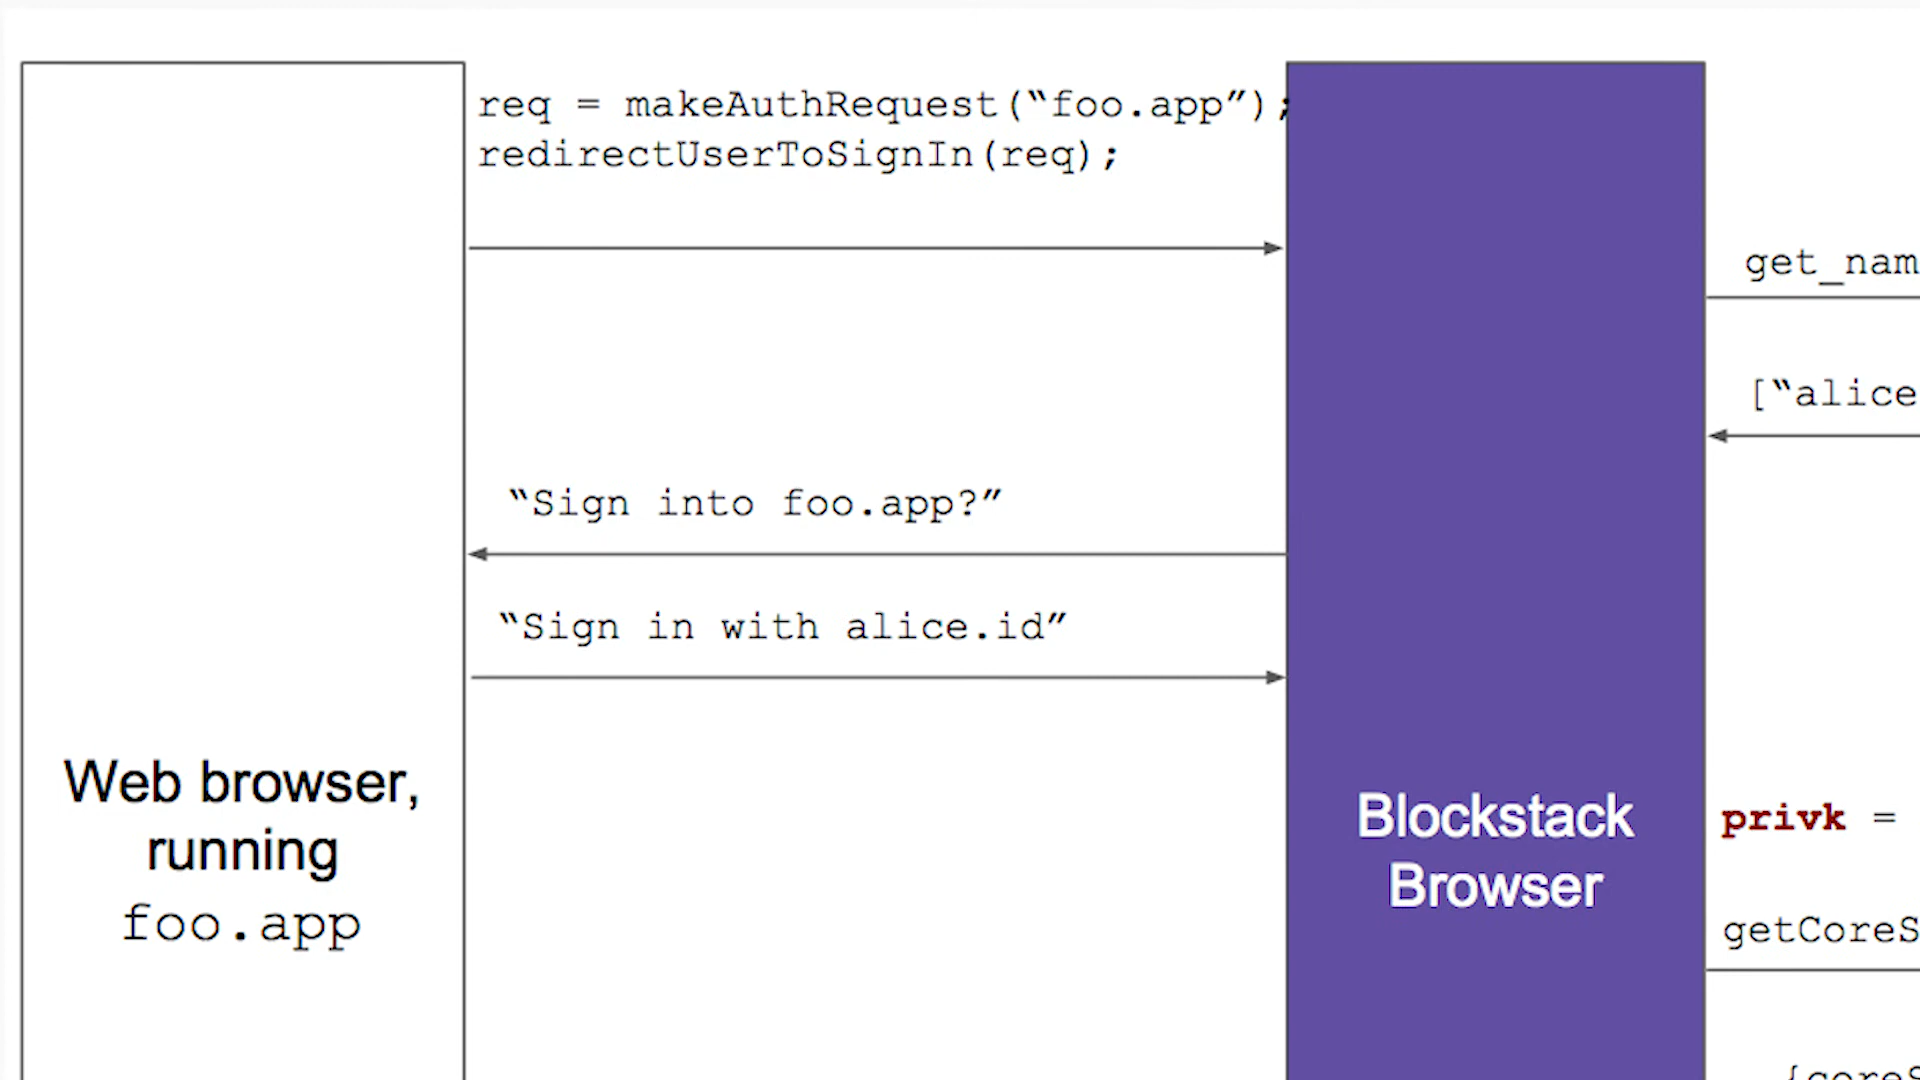 req = makeAuthRequest(“foo.app”);
redirectUserToSignIn(req);
“Sign into foo.app?”
“Sign in with alice.id”
Web browser,
running
foo.app
Blockstack
Browser
get_nam
[“alice
privk =
getCoreS
{coreS